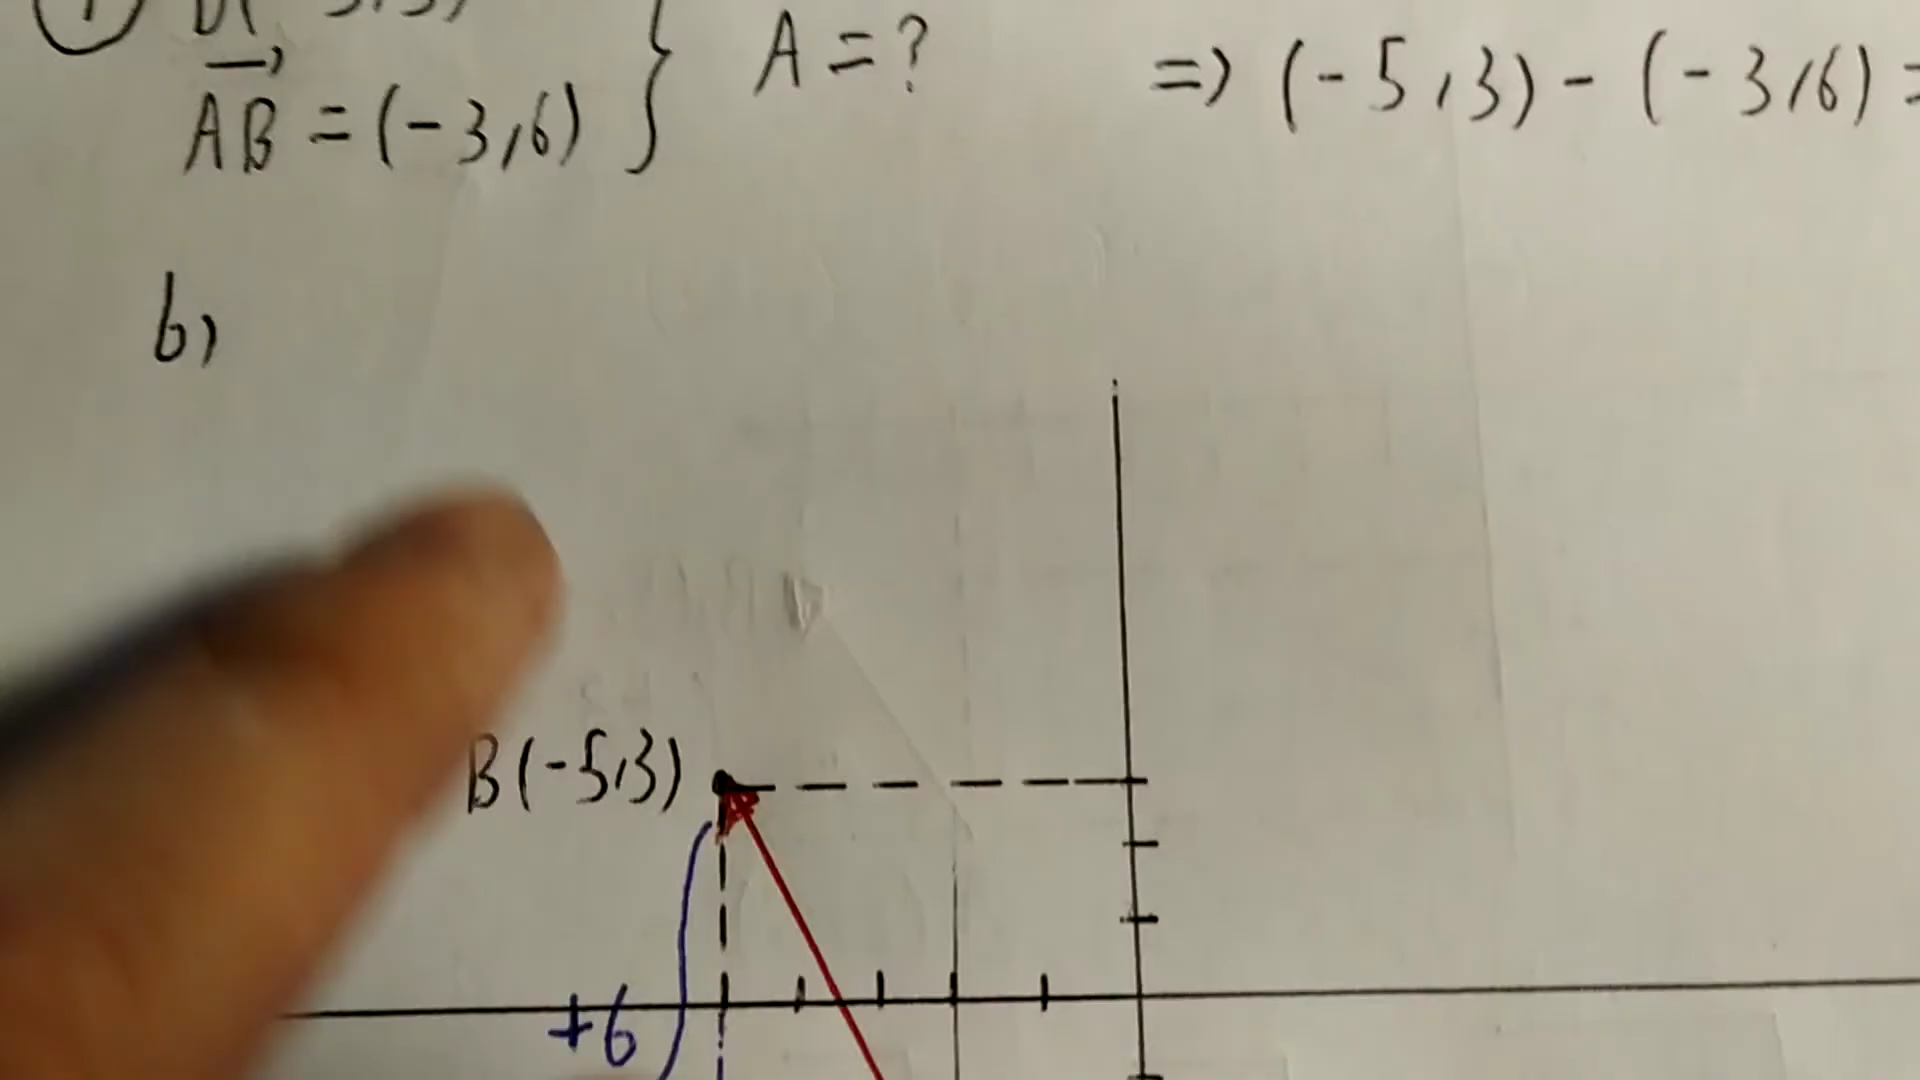 AB = (-3,6)
A = ?
=> (-5,3) - (-3,6) =
b)
B(-5,3)
+6